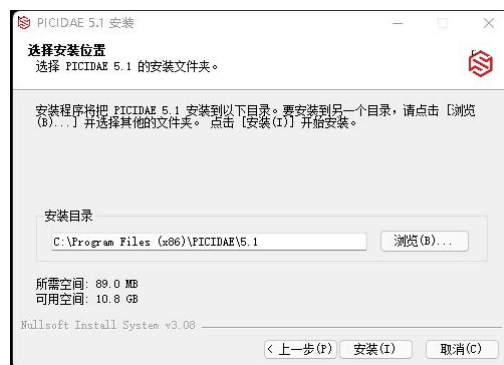 PICIDAE 5.1 安装
选择安装位置
选择 PICIDAE 5.1 的安装文件夹。
安装程序将把 PICIDAE 5.1 安装到以下目录。要安装到另一个目录，请点击 [浏览
(B)...] 并选择其他的文件夹。 点击 [安装(I)] 开始安装。
安装目录
C:\Program Files (x86)\PICIDAE\5.1
浏览(B)...
所需空间: 89.0 MB
可用空间: 10.8 GB
Nullsoft Install System v3.08
< 上一步(P) 安装(I) 取消(C)